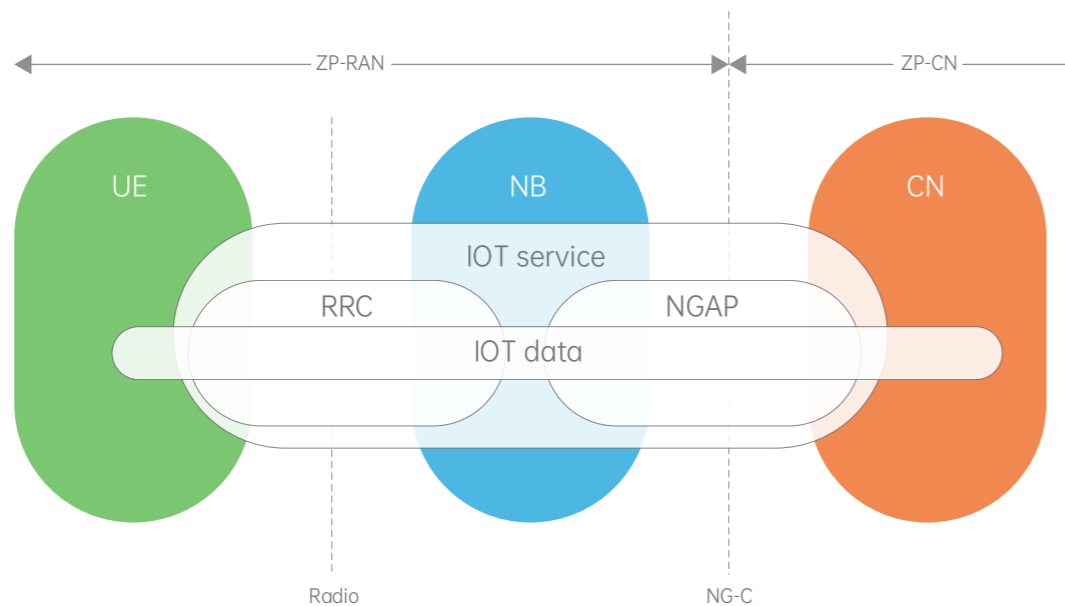 ZP-RAN
ZP-CN
UE
NB
CN
IOT service
RRC
NGAP
IOT data
Radio
NG-C